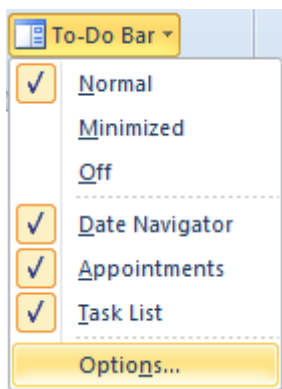 To-Do Bar
Normal
Minimized
Off
Date Navigator
Appointments
Task List
Options...